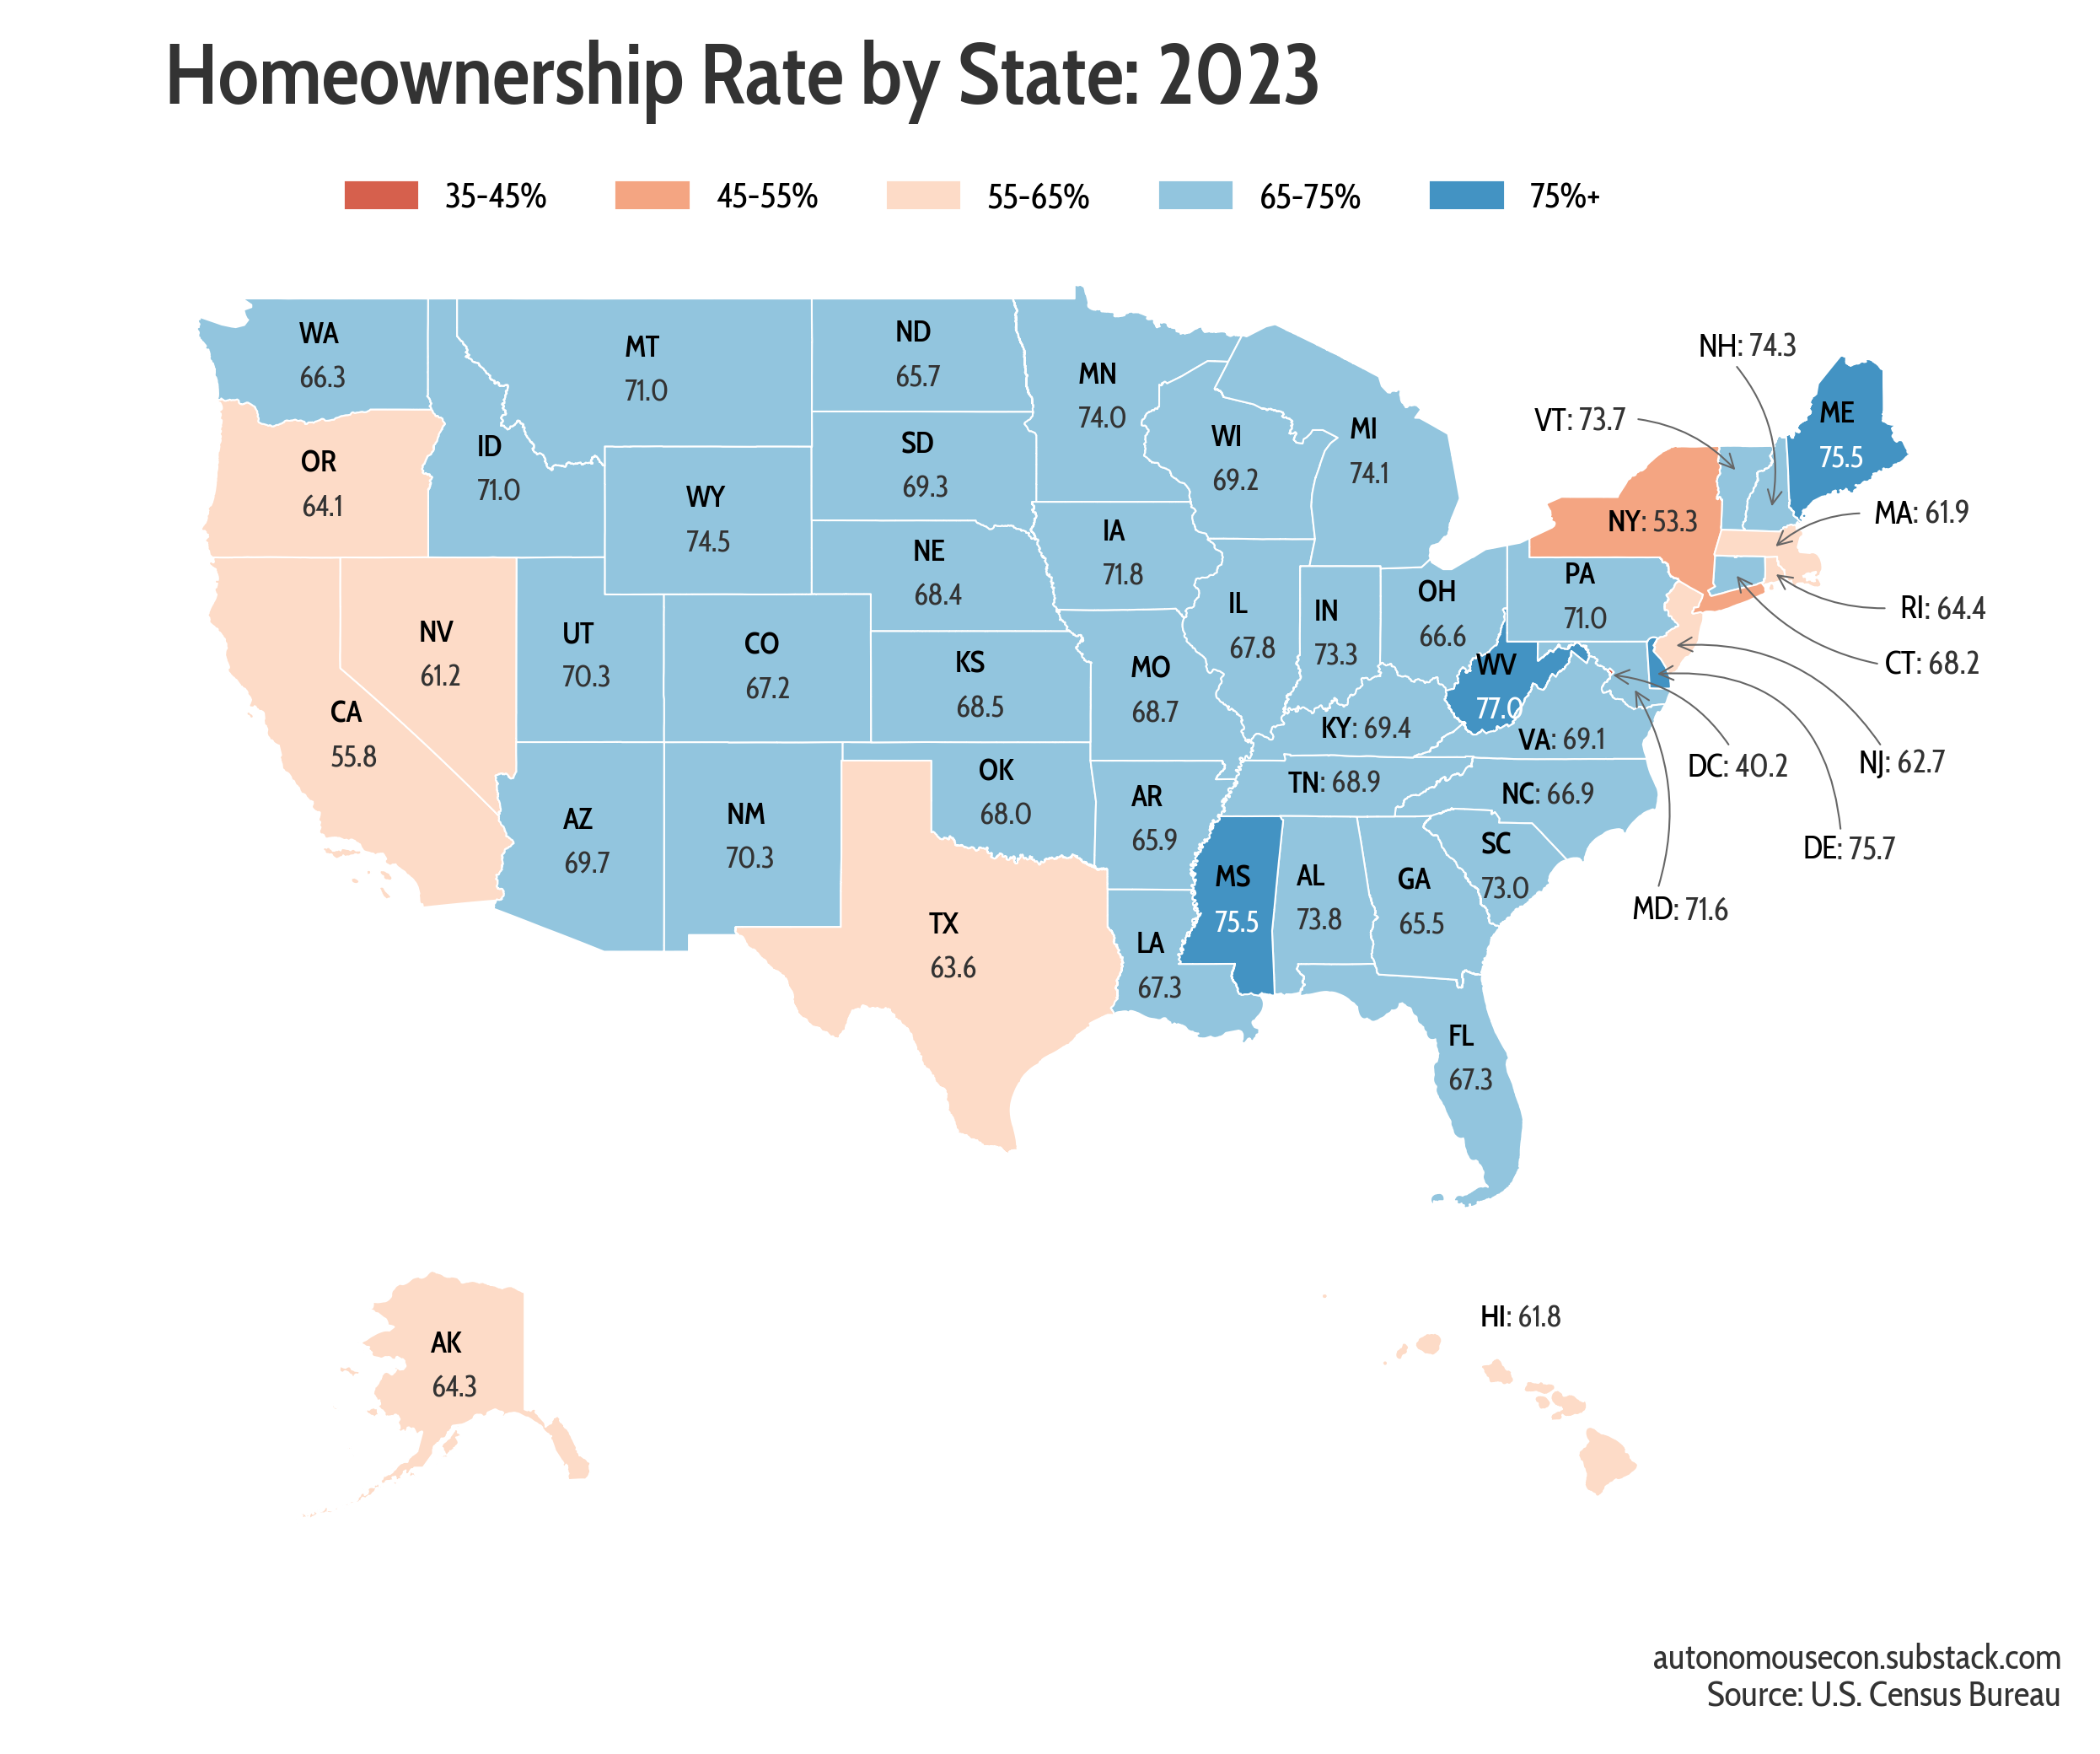 Homeownership Rate by State: 2023
35-45%
45-55%
55-65%
65-75%
75%+
WA
66.3
MT
71.0
ND
65.7
MN
74.0
NH: 74.3
VT: 73.7
ME
75.5
OR
64.1
ID
71.0
WY
74.5
SD
69.3
WI
69.2
MI
74.1
NY: 53.3
MA: 61.9
NE
68.4
IA
71.8
IL
67.8
IN
73.3
OH
66.6
PA
71.0
RI: 64.4
CT: 68.2
NV
61.2
UT
70.3
CO
67.2
KS
68.5
MO
68.7
WV
77.0
CA
55.8
KY: 69.4
VA: 69.1
DC: 40.2
NJ: 62.7
AZ
69.7
NM
70.3
OK
68.0
AR
65.9
TN: 68.9
NC: 66.9
SC
73.0
DE: 75.7
MD: 71.6
TX
63.6
LA
67.3
MS
75.5
AL
73.8
GA
65.5
FL
67.3
AK
64.3
HI: 61.8
autonomousecon.substack.com
Source: U.S. Census Bureau